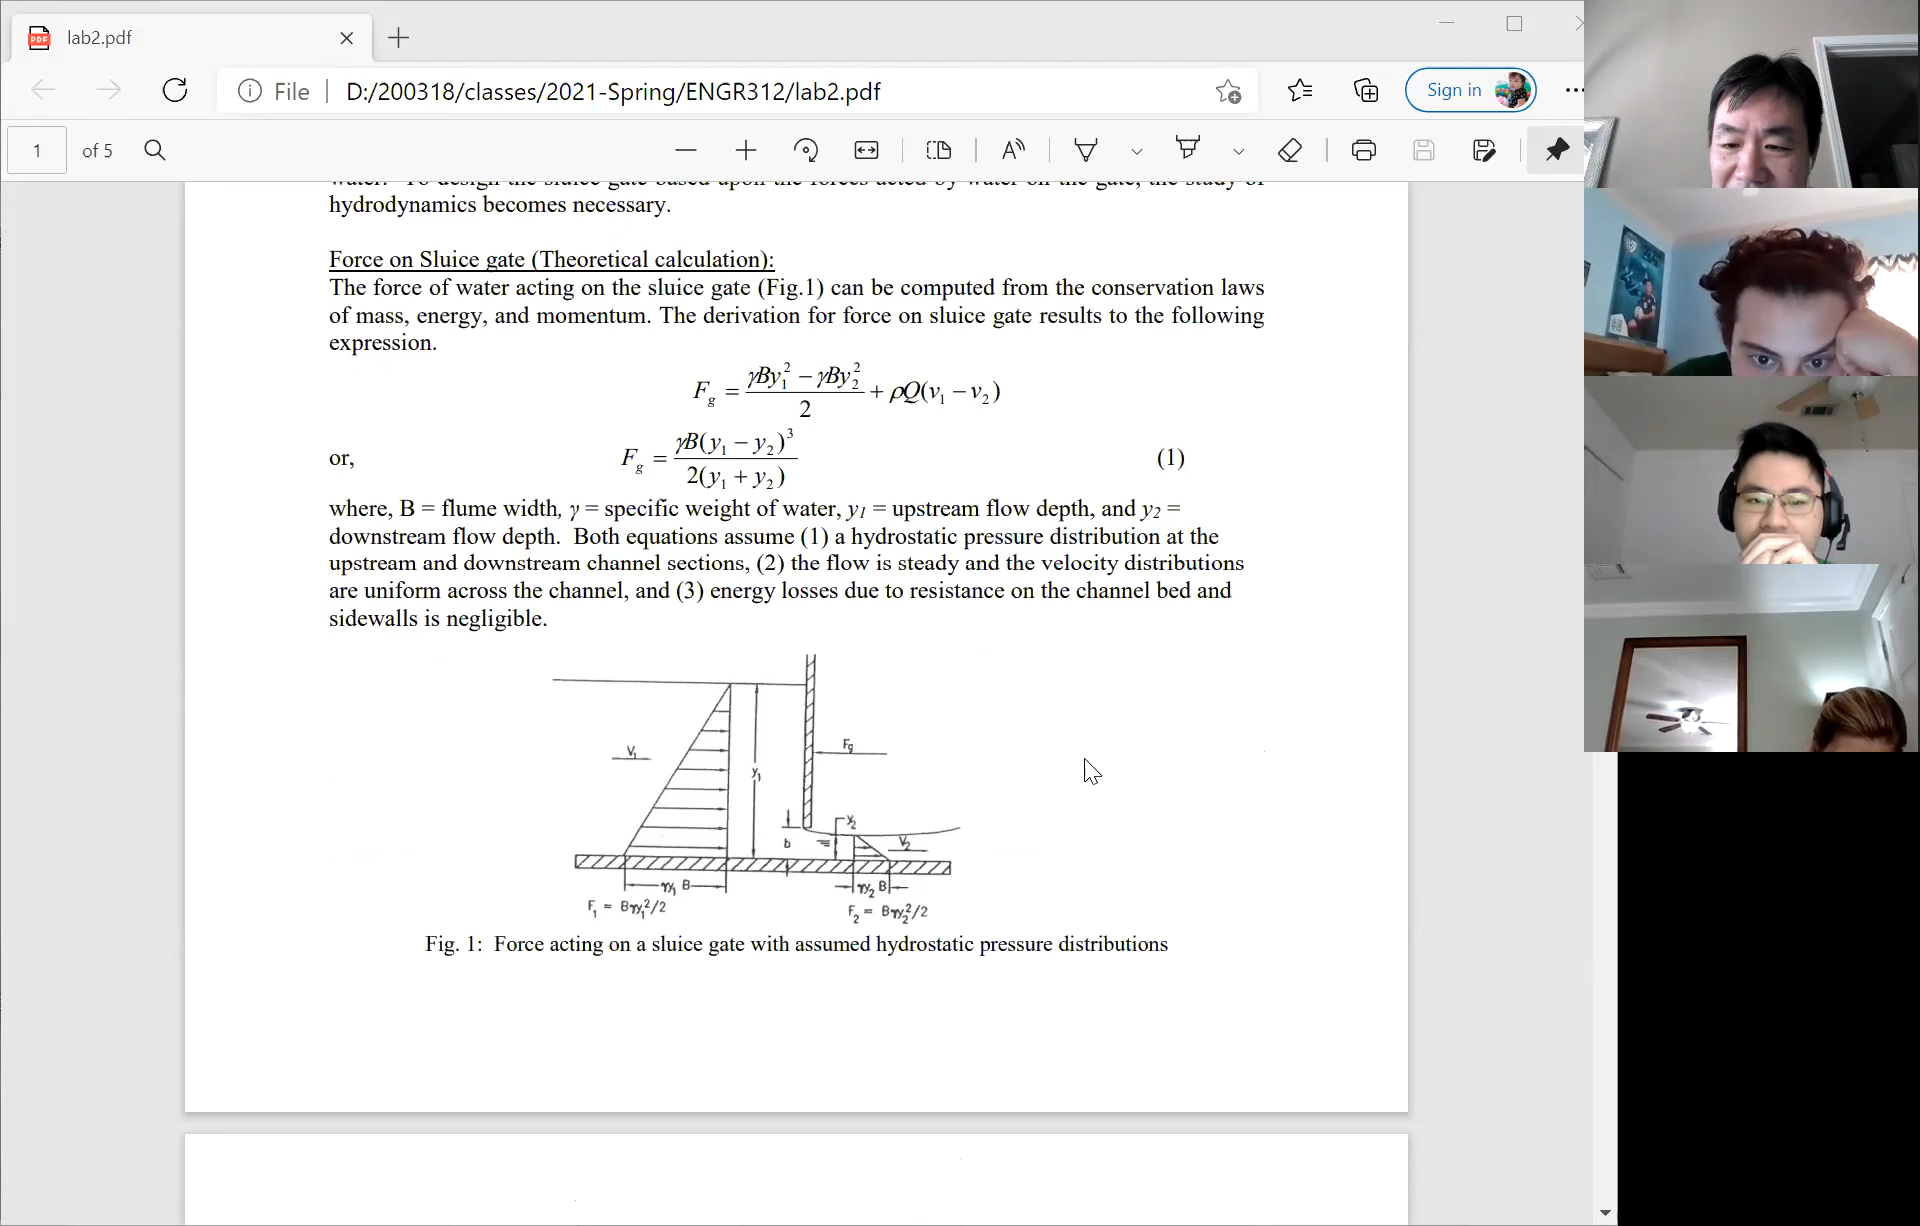 lab2.pdf
File D:/200318/classes/2021-Spring/ENGR312/lab2.pdf
Sign in
1 of 5
water. To design the sluice gate based upon the forces acted by water on the gate, the study of
hydrodynamics becomes necessary.
Force on Sluice gate (Theoretical calculation):
The force of water acting on the sluice gate (Fig.1) can be computed from the conservation laws
of mass, energy, and momentum. The derivation for force on sluice gate results to the following
expression.
F_g = (γBy₁² − γBy₂²) / 2 + ρQ(v₁ − v₂)
or, F_g = γB(y₁ − y₂)³ / 2(y₁ + y₂) (1)
where, B = flume width, γ = specific weight of water, y₁ = upstream flow depth, and y₂ =
downstream flow depth. Both equations assume (1) a hydrostatic pressure distribution at the
upstream and downstream channel sections, (2) the flow is steady and the velocity distributions
are uniform across the channel, and (3) energy losses due to resistance on the channel bed and
sidewalls is negligible.
V₁
y₁
Fg
y₂
b
V₂
γy₁ B
γy₂ B
F₁ = Bγy₁²/2
F₂ = Bγy₂²/2
Fig. 1: Force acting on a sluice gate with assumed hydrostatic pressure distributions